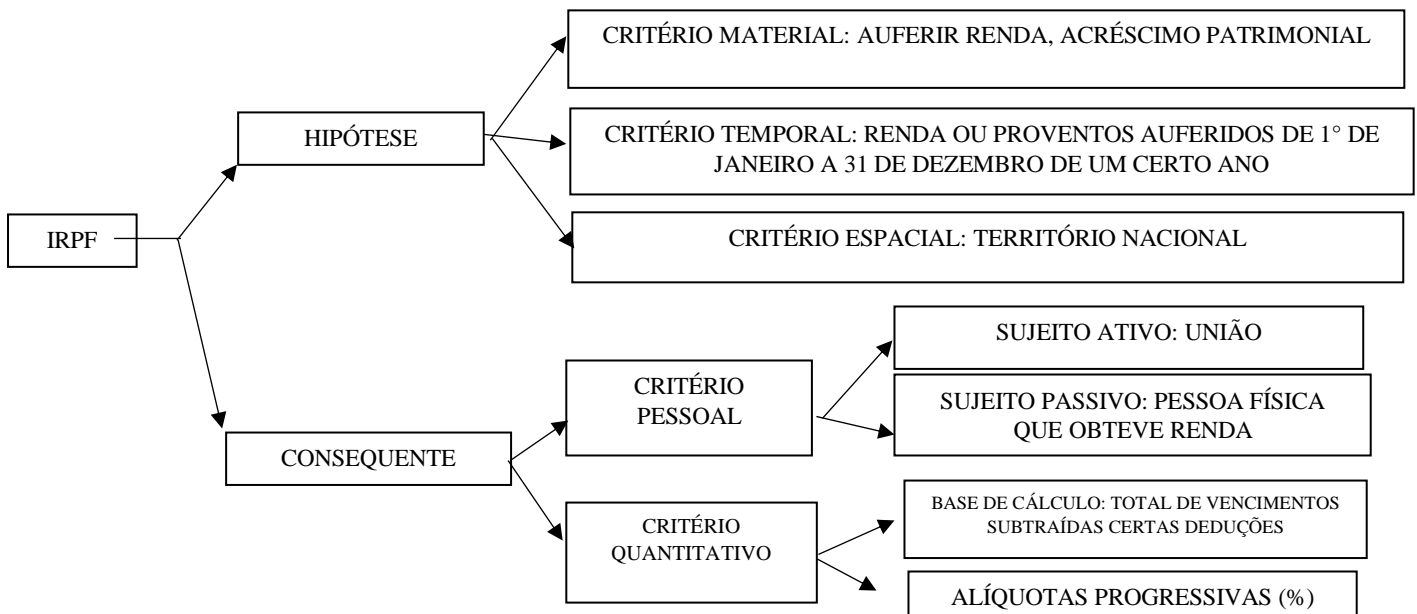 CRITÉRIO MATERIAL: AUFERIR RENDA, ACRÉSCIMO PATRIMONIAL
HIPÓTESE
CRITÉRIO TEMPORAL: RENDA OU PROVENTOS AUFERIDOS DE 1° DE
JANEIRO A 31 DE DEZEMBRO DE UM CERTO ANO
IRPF
CRITÉRIO ESPACIAL: TERRITÓRIO NACIONAL
SUJEITO ATIVO: UNIÃO
CRITÉRIO
PESSOAL
SUJEITO PASSIVO: PESSOA FÍSICA
QUE OBTEVE RENDA
CONSEQUENTE
CRITÉRIO
QUANTITATIVO
BASE DE CÁLCULO: TOTAL DE VENCIMENTOS
SUBTRAÍDAS CERTAS DEDUÇÕES
ALÍQUOTAS PROGRESSIVAS (%)